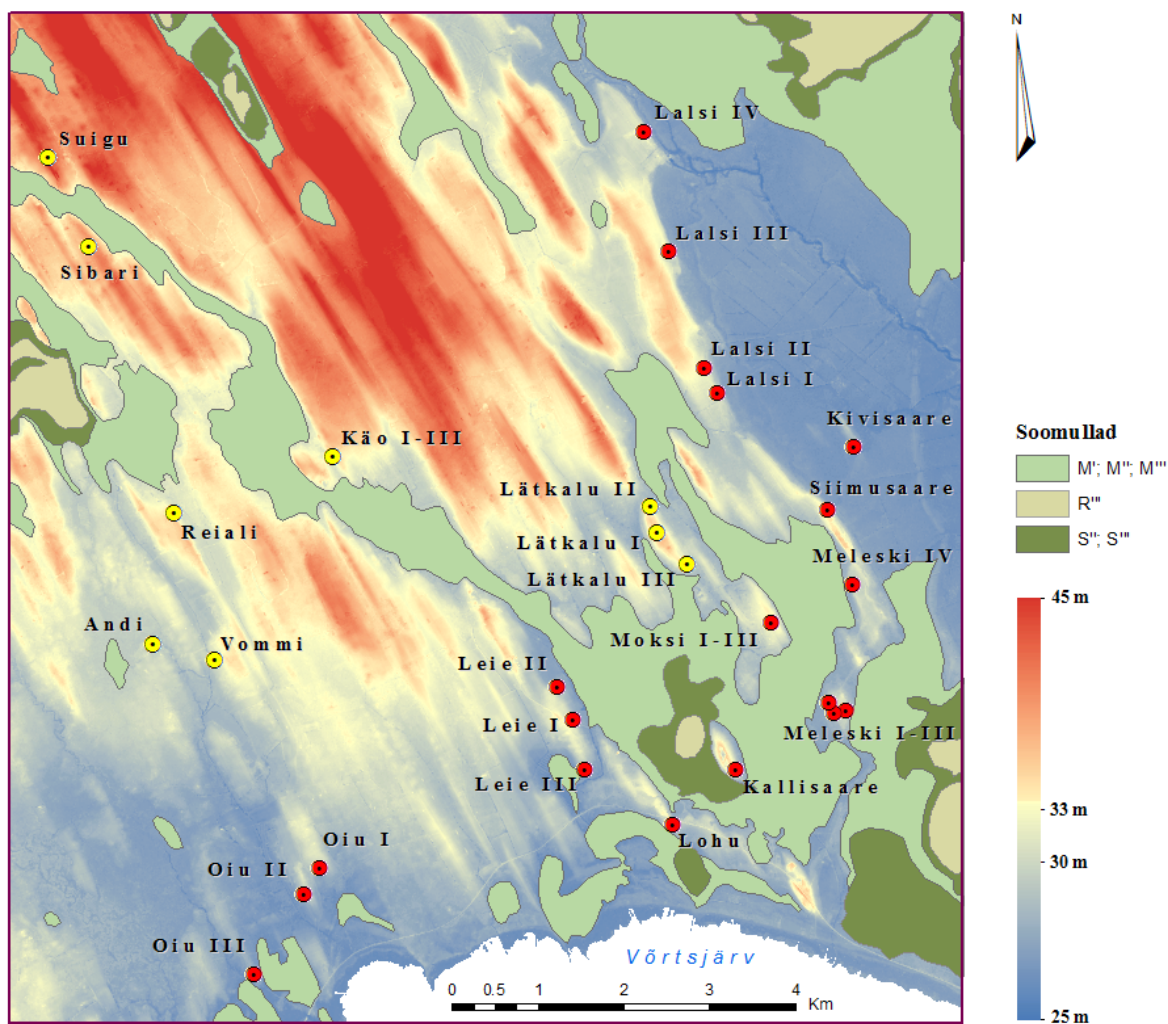 N
Lalsi IV
Suigu
Lalsi III
Sibari
Lalsi II
Lalsi I
Kivisaare
Käo I-III
Soomullad
M'; M''; M'''
Lätkalu II
Siimusaare
R'''
Reiali
Lätkalu I
S''; S'''
Meleski IV
Lätkalu III
45 m
Andi
Vommi
Moksi I-III
Leie II
Leie I
Meleski I-III
Leie III
Kallisaare
33 m
Oiu I
Lohu
30 m
Oiu II
Oiu III
Võrtsjärv
0 0.5 1 2 3 4
Km
25 m